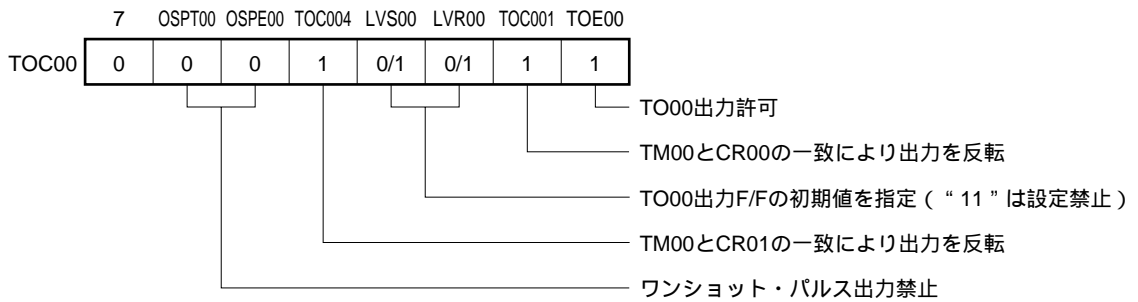 7 OSPT00 OSPE00 TOC004 LVS00 LVR00 TOC001 TOE00
TOC00 0 0 0 1 0/1 0/1 1 1
TO00出力許可
TM00とCR00の一致により出力を反転
TO00出力F/Fの初期値を指定(“11”は設定禁止)
TM00とCR01の一致により出力を反転
ワンショット・パルス出力禁止